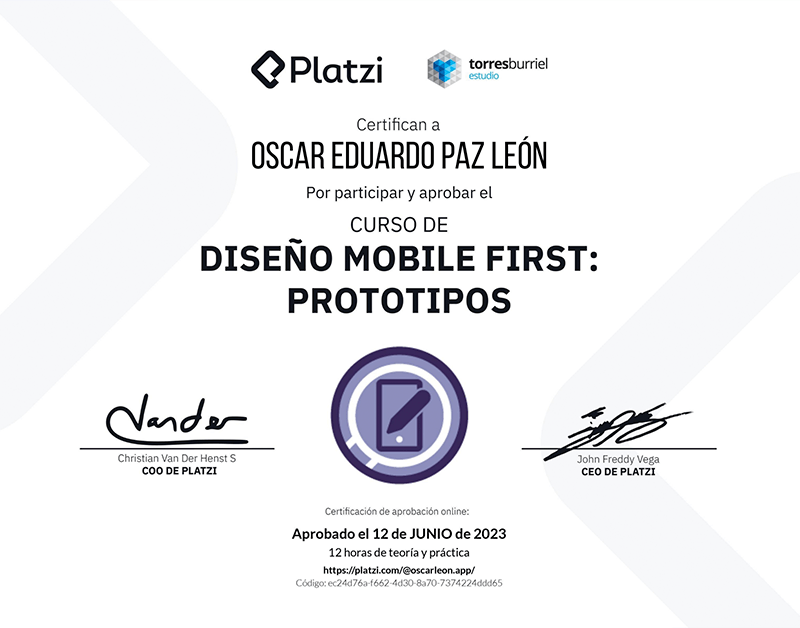 Platzi
torresburriel
estudio
Certifican a
OSCAR EDUARDO PAZ LEÓN
Por participar y aprobar el
CURSO DE
DISEÑO MOBILE FIRST:
PROTOTIPOS
Vander
Christian Van Der Henst S
COO DE PLATZI
John Freddy Vega
CEO DE PLATZI
Certificación de aprobación online:
Aprobado el 12 de JUNIO de 2023
12 horas de teoría y práctica
https://platzi.com/@oscarleon.app/
Código: ec24d76a-f662-4d30-8a70-7374224ddd65